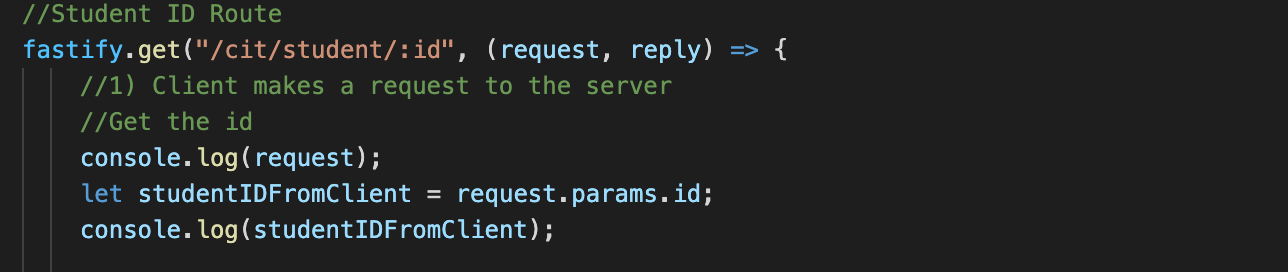 //Student ID Route
fastify.get("/cit/student/:id", (request, reply) => {
//1) Client makes a request to the server
//Get the id
console.log(request);
let studentIDFromClient = request.params.id;
console.log(studentIDFromClient);